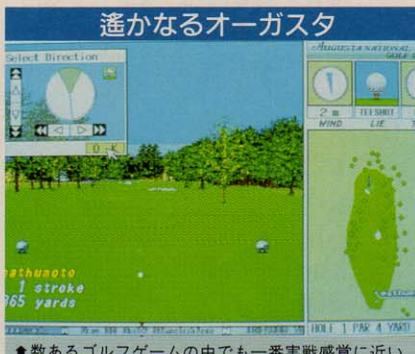 遙かなるオーガスタ
Select Direction
O-K
AUGUSTA NATIONAL
2 m
TEESHOT
WIND
LIE
1 stroke
365 yards
HOLE 1 PAR 4 YARD
♠数あるゴルフゲームの中でも一番実戦感覚に近い